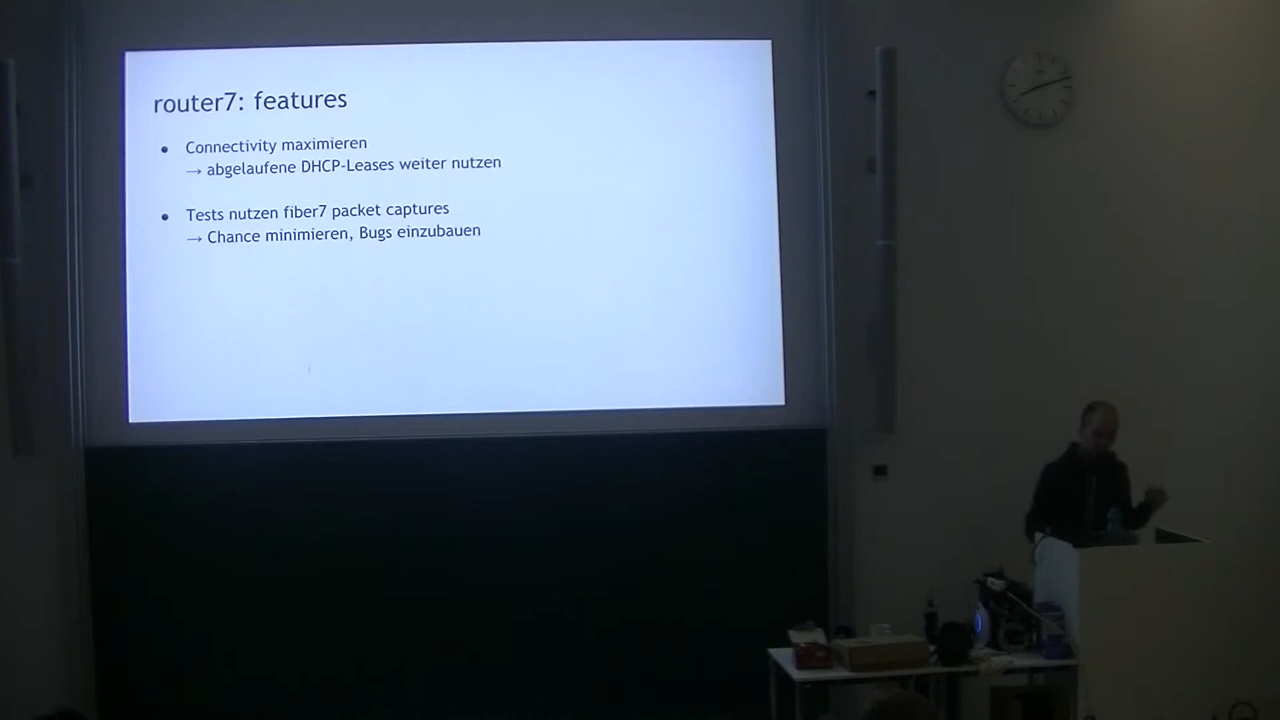 router7: features
● Connectivity maximieren
→ abgelaufene DHCP-Leases weiter nutzen
● Tests nutzen fiber7 packet captures
→ Chance minimieren, Bugs einzubauen